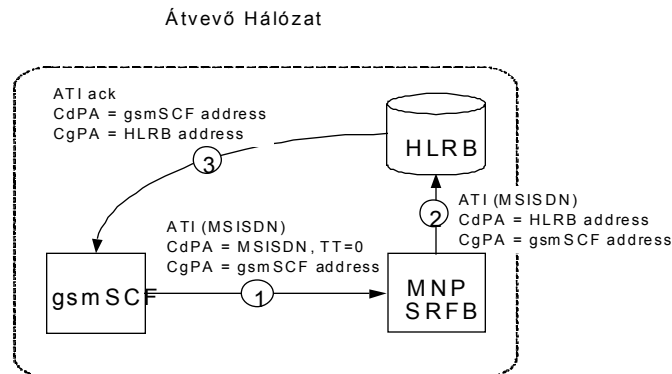 Átvevő Hálózat
ATI ack
CdPA = gsmSCF address
CgPA = HLRB address
HLRB
3
2
ATI (MSISDN)
CdPA = HLRB address
CgPA = gsmSCF address
ATI (MSISDN)
CdPA = MSISDN, TT=0
CgPA = gsmSCF address
gsmSCF
1
MNP
SRFB